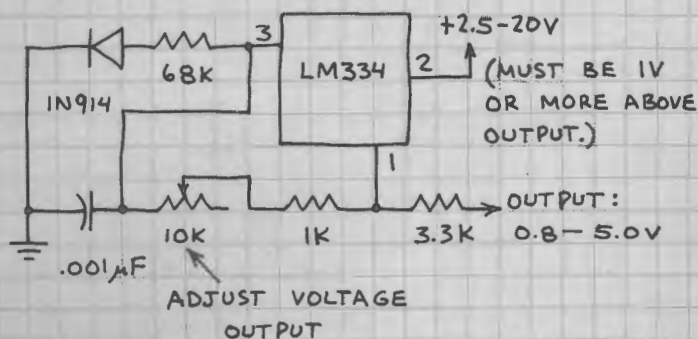 +2.5-20V
3
LM334
2
68K
(MUST BE 1V
OR MORE ABOVE
OUTPUT.)
1N914
1
OUTPUT:
0.8 - 5.0V
10K
1K
3.3K
.001µF
ADJUST VOLTAGE
OUTPUT